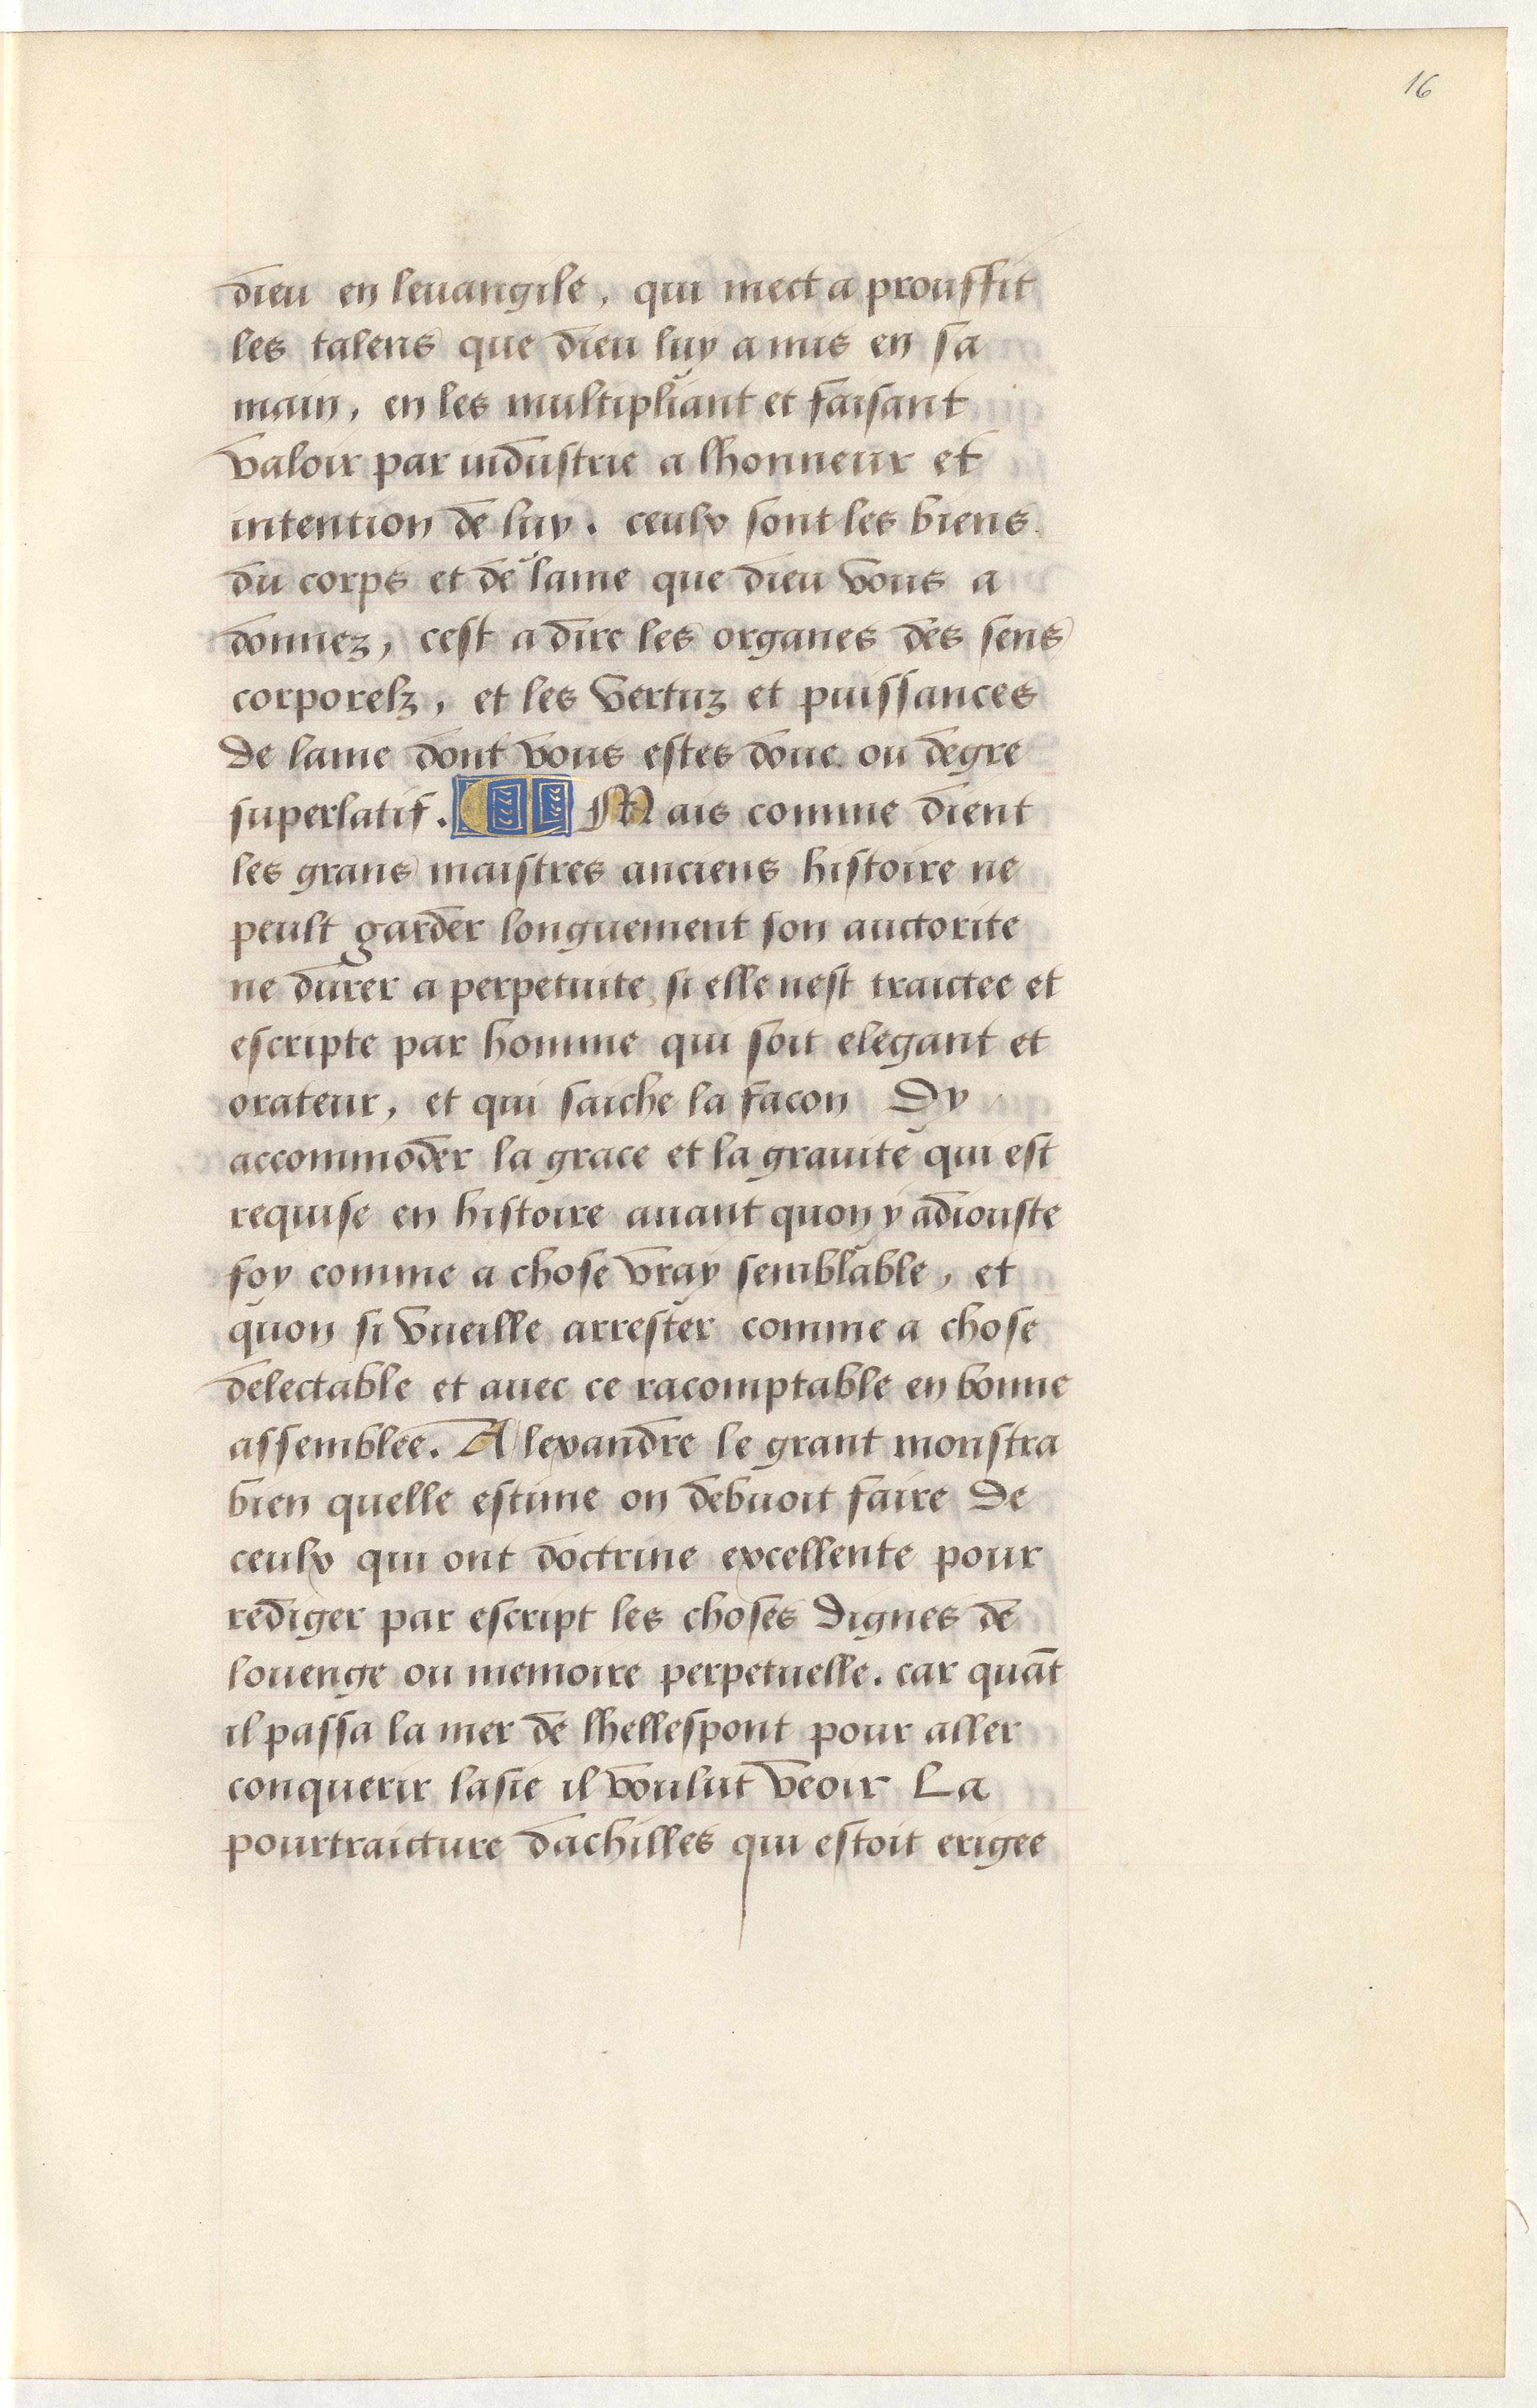 16
dieu en leuangile, qui mect a prouffit
les talens que dieu luy a mis en sa
main, en les multipliant et faisant
valoir par industrie a lhonneur et
intention de luy. ceulx sont les biens
du corps et de lame que dieu vous a
donnez, cest a dire les organes des sens
corporelz, et les vertuz et puissances
de lame dont vous estes doue ou degre
superlatif. Mais comme dient
les grans maistres anciens histoire ne
peult garder longuement son auctorite
ne durer a perpetuite si elle nest traictee et
escripte par homme qui soit elegant et
orateur, et qui saiche la facon Dy
accommoder la grace et la grauite qui est
requise en histoire auant quon y adiouste
foy comme a chose vray semblable, et
quon si vueille arrester comme a chose
delectable et auec ce racomptable en bonne
assemblee. Alexandre le grant monstra
bien quelle estime on debuoit faire De
ceulx qui ont doctrine excellente pour
rediger par escript les choses dignes de
louenge ou memoire perpetuelle. car quāt
il passa la mer de lhellespont pour aller
conquerir lasie il voulut veoir La
pourtraicture dachilles qui estoit erigee